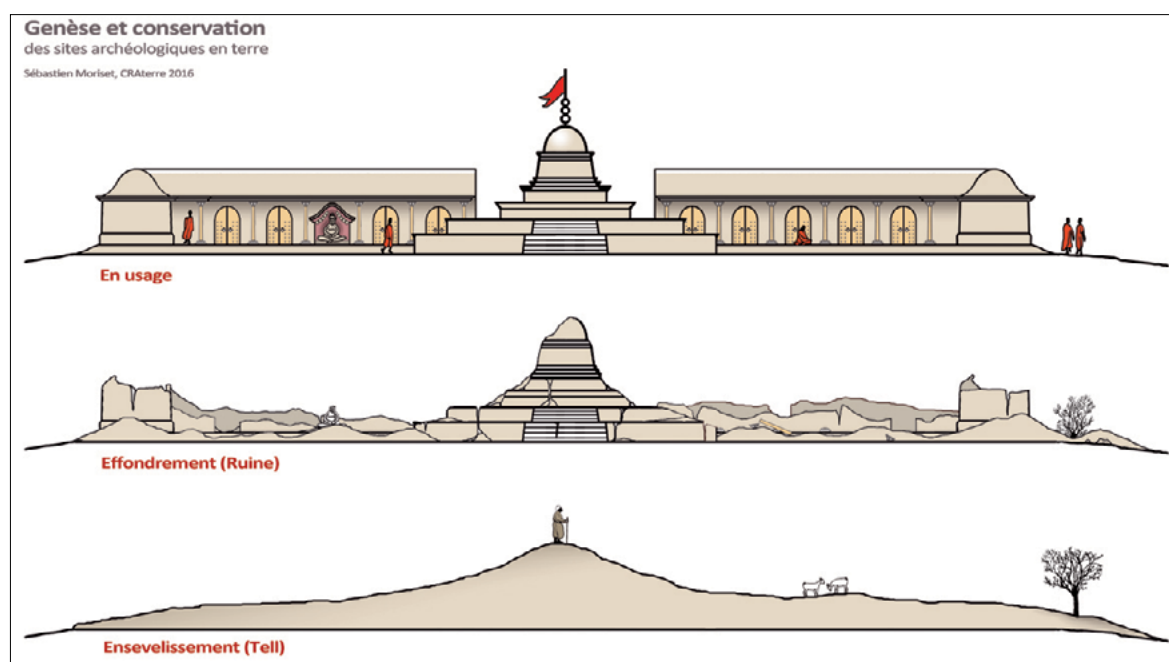 Genèse et conservation
des sites archéologiques en terre
Sébastien Moriset, CRAterre 2016
En usage
Effondrement (Ruine)
Ensevelissement (Tell)